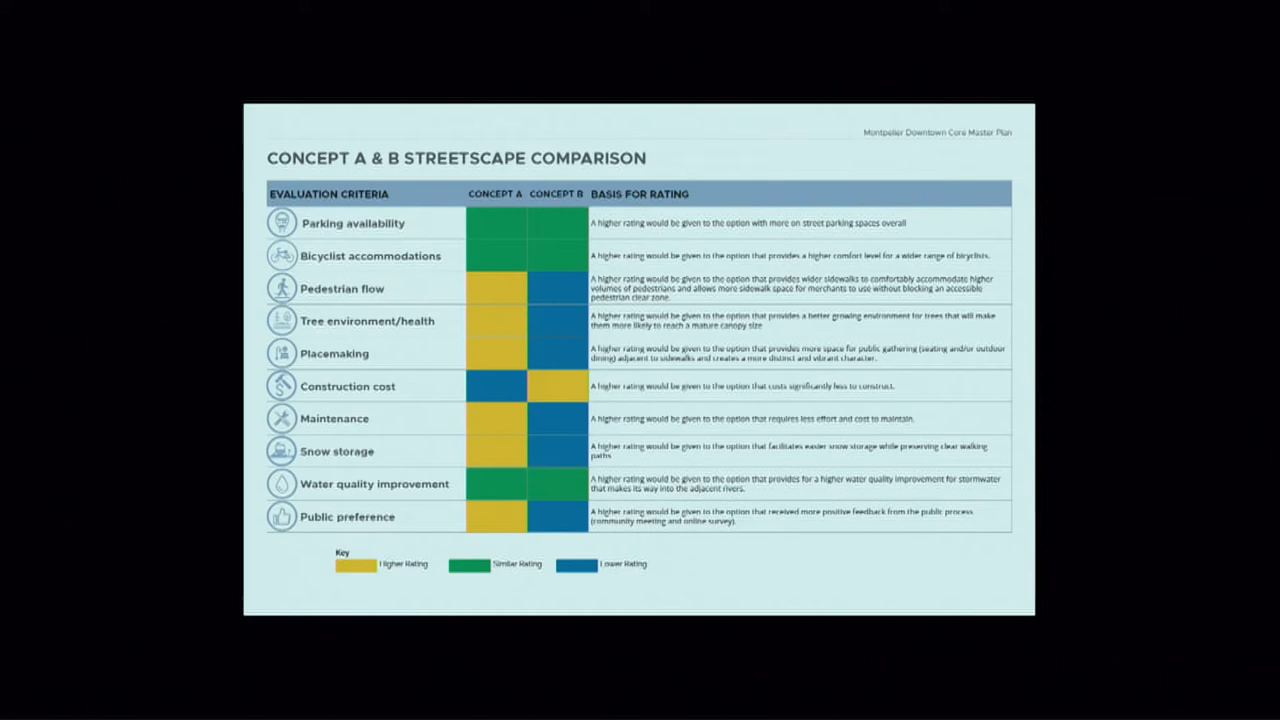 Montpelier Downtown Core Master Plan
CONCEPT A & B STREETSCAPE COMPARISON
EVALUATION CRITERIA CONCEPT A CONCEPT B BASIS FOR RATING
Parking availability A higher rating would be given to the option with more on street parking spaces overall
Bicyclist accommodations A higher rating would be given to the option that provides a higher comfort level for a wider range of bicyclists.
Pedestrian flow A higher rating would be given to the option that provides wider sidewalks to comfortably accommodate higher
volumes of pedestrians and allows more sidewalk space for merchants to use without blocking an accessible
pedestrian clear zone.
Tree environment/health A higher rating would be given to the option that provides a better growing environment for trees that will make
them more likely to reach a mature canopy size
Placemaking A higher rating would be given to the option that provides more space for public gathering (seating and/or outdoor
dining) adjacent to sidewalks and creates a more distinct and vibrant character.
Construction cost A higher rating would be given to the option that costs significantly less to construct.
Maintenance A higher rating would be given to the option that requires less effort and cost to maintain.
Snow storage A higher rating would be given to the option that facilitates easier snow storage while preserving clear walking
paths
Water quality improvement A higher rating would be given to the option that provides for a higher water quality improvement for stormwater
that makes its way into the adjacent rivers.
Public preference A higher rating would be given to the option that received more positive feedback from the public process
(community meeting and online survey).
Key
Higher Rating Similar Rating Lower Rating